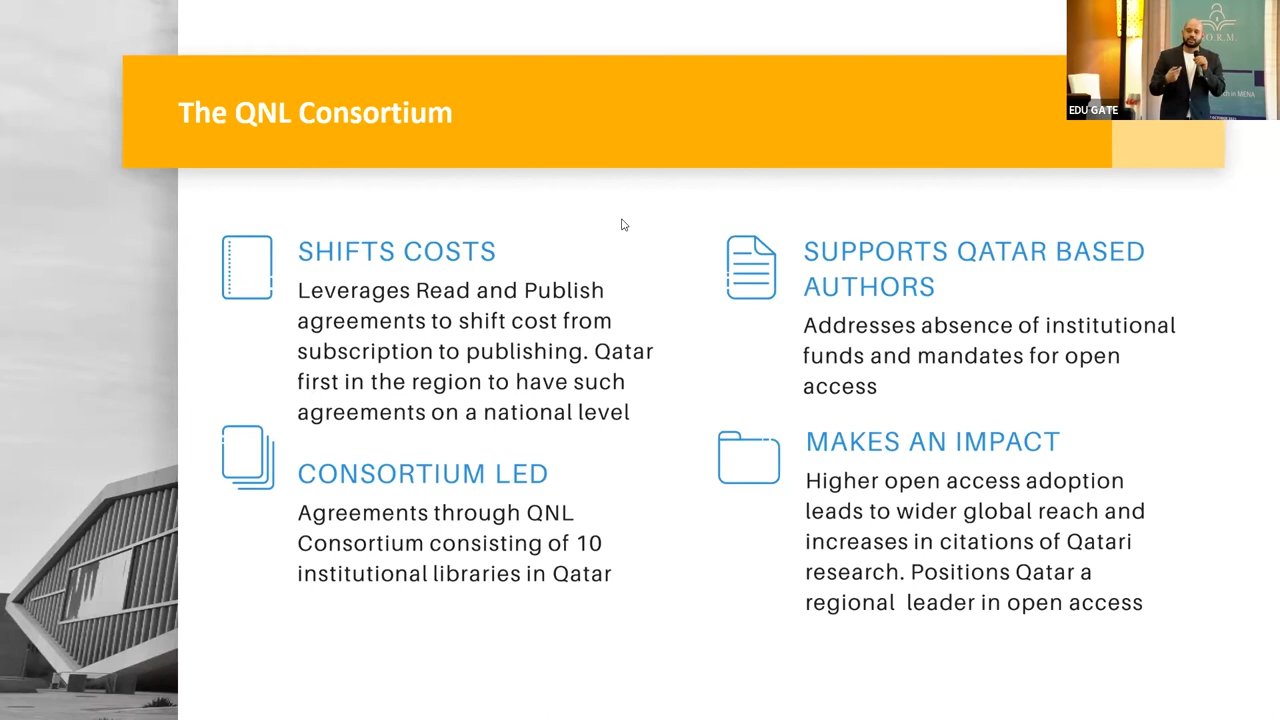 The QNL Consortium
EDU GATE
O.R.M.
SHIFTS COSTS
Leverages Read and Publish
agreements to shift cost from
subscription to publishing. Qatar
first in the region to have such
agreements on a national level
CONSORTIUM LED
Agreements through QNL
Consortium consisting of 10
institutional libraries in Qatar
SUPPORTS QATAR BASED
AUTHORS
Addresses absence of institutional
funds and mandates for open
access
MAKES AN IMPACT
Higher open access adoption
leads to wider global reach and
increases in citations of Qatari
research. Positions Qatar a
regional leader in open access